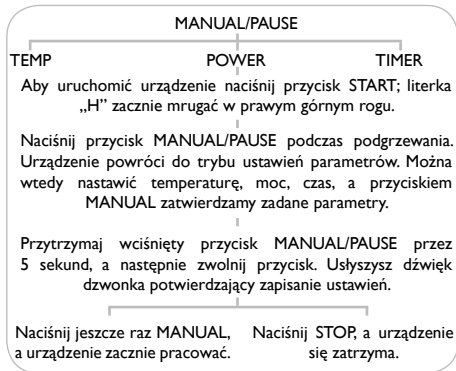 MANUAL/PAUSE
TEMP POWER TIMER
Aby uruchomić urządzenie naciśnij przycisk START; literka
„H” zacznie mrugać w prawym górnym rogu.
Naciśnij przycisk MANUAL/PAUSE podczas podgrzewania.
Urządzenie powróci do trybu ustawień parametrów. Można
wtedy nastawić temperaturę, moc, czas, a przyciskiem
MANUAL zatwierdzamy zadane parametry.
Przytrzymaj wciśnięty przycisk MANUAL/PAUSE przez
5 sekund, a następnie zwolnij przycisk. Usłyszysz dźwięk
dzwonka potwierdzający zapisanie ustawień.
Naciśnij jeszcze raz MANUAL,
a urządzenie zacznie pracować.
Naciśnij STOP, a urządzenie
się zatrzyma.